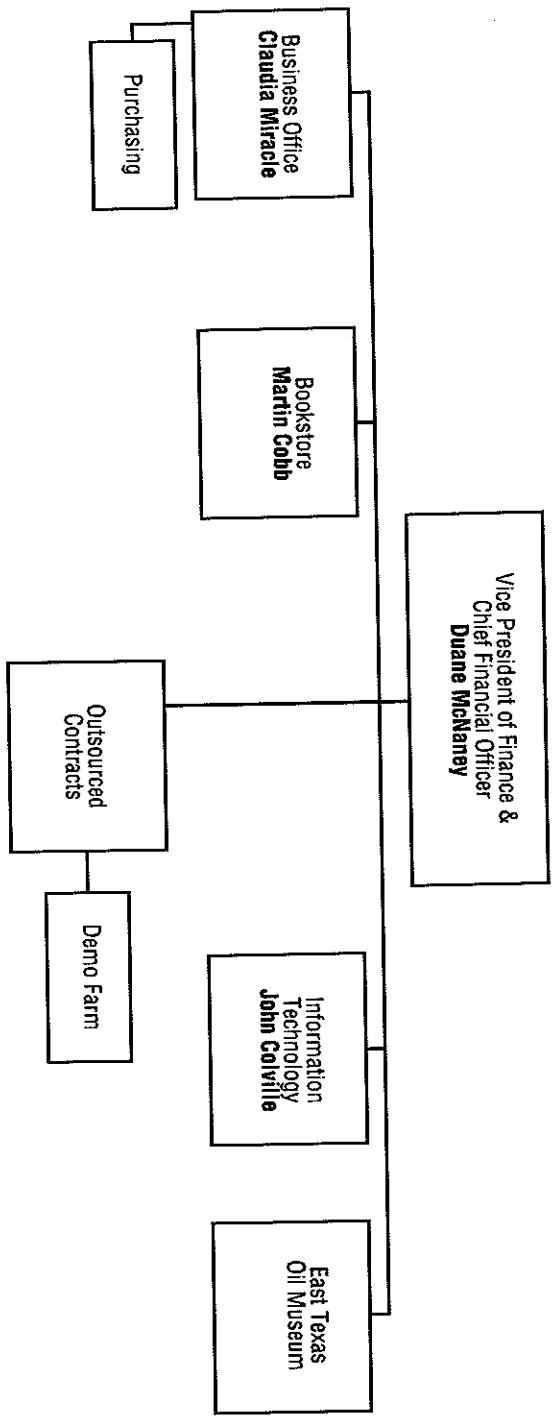 Vice President of Finance &
Chief Financial Officer
Duane McNaney
Business Office
Claudia Miracle
Purchasing
Bookstore
Martin Cobb
Outsourced
Contracts
Demo Farm
Information
Technology
John Colville
East Texas
Oil Museum